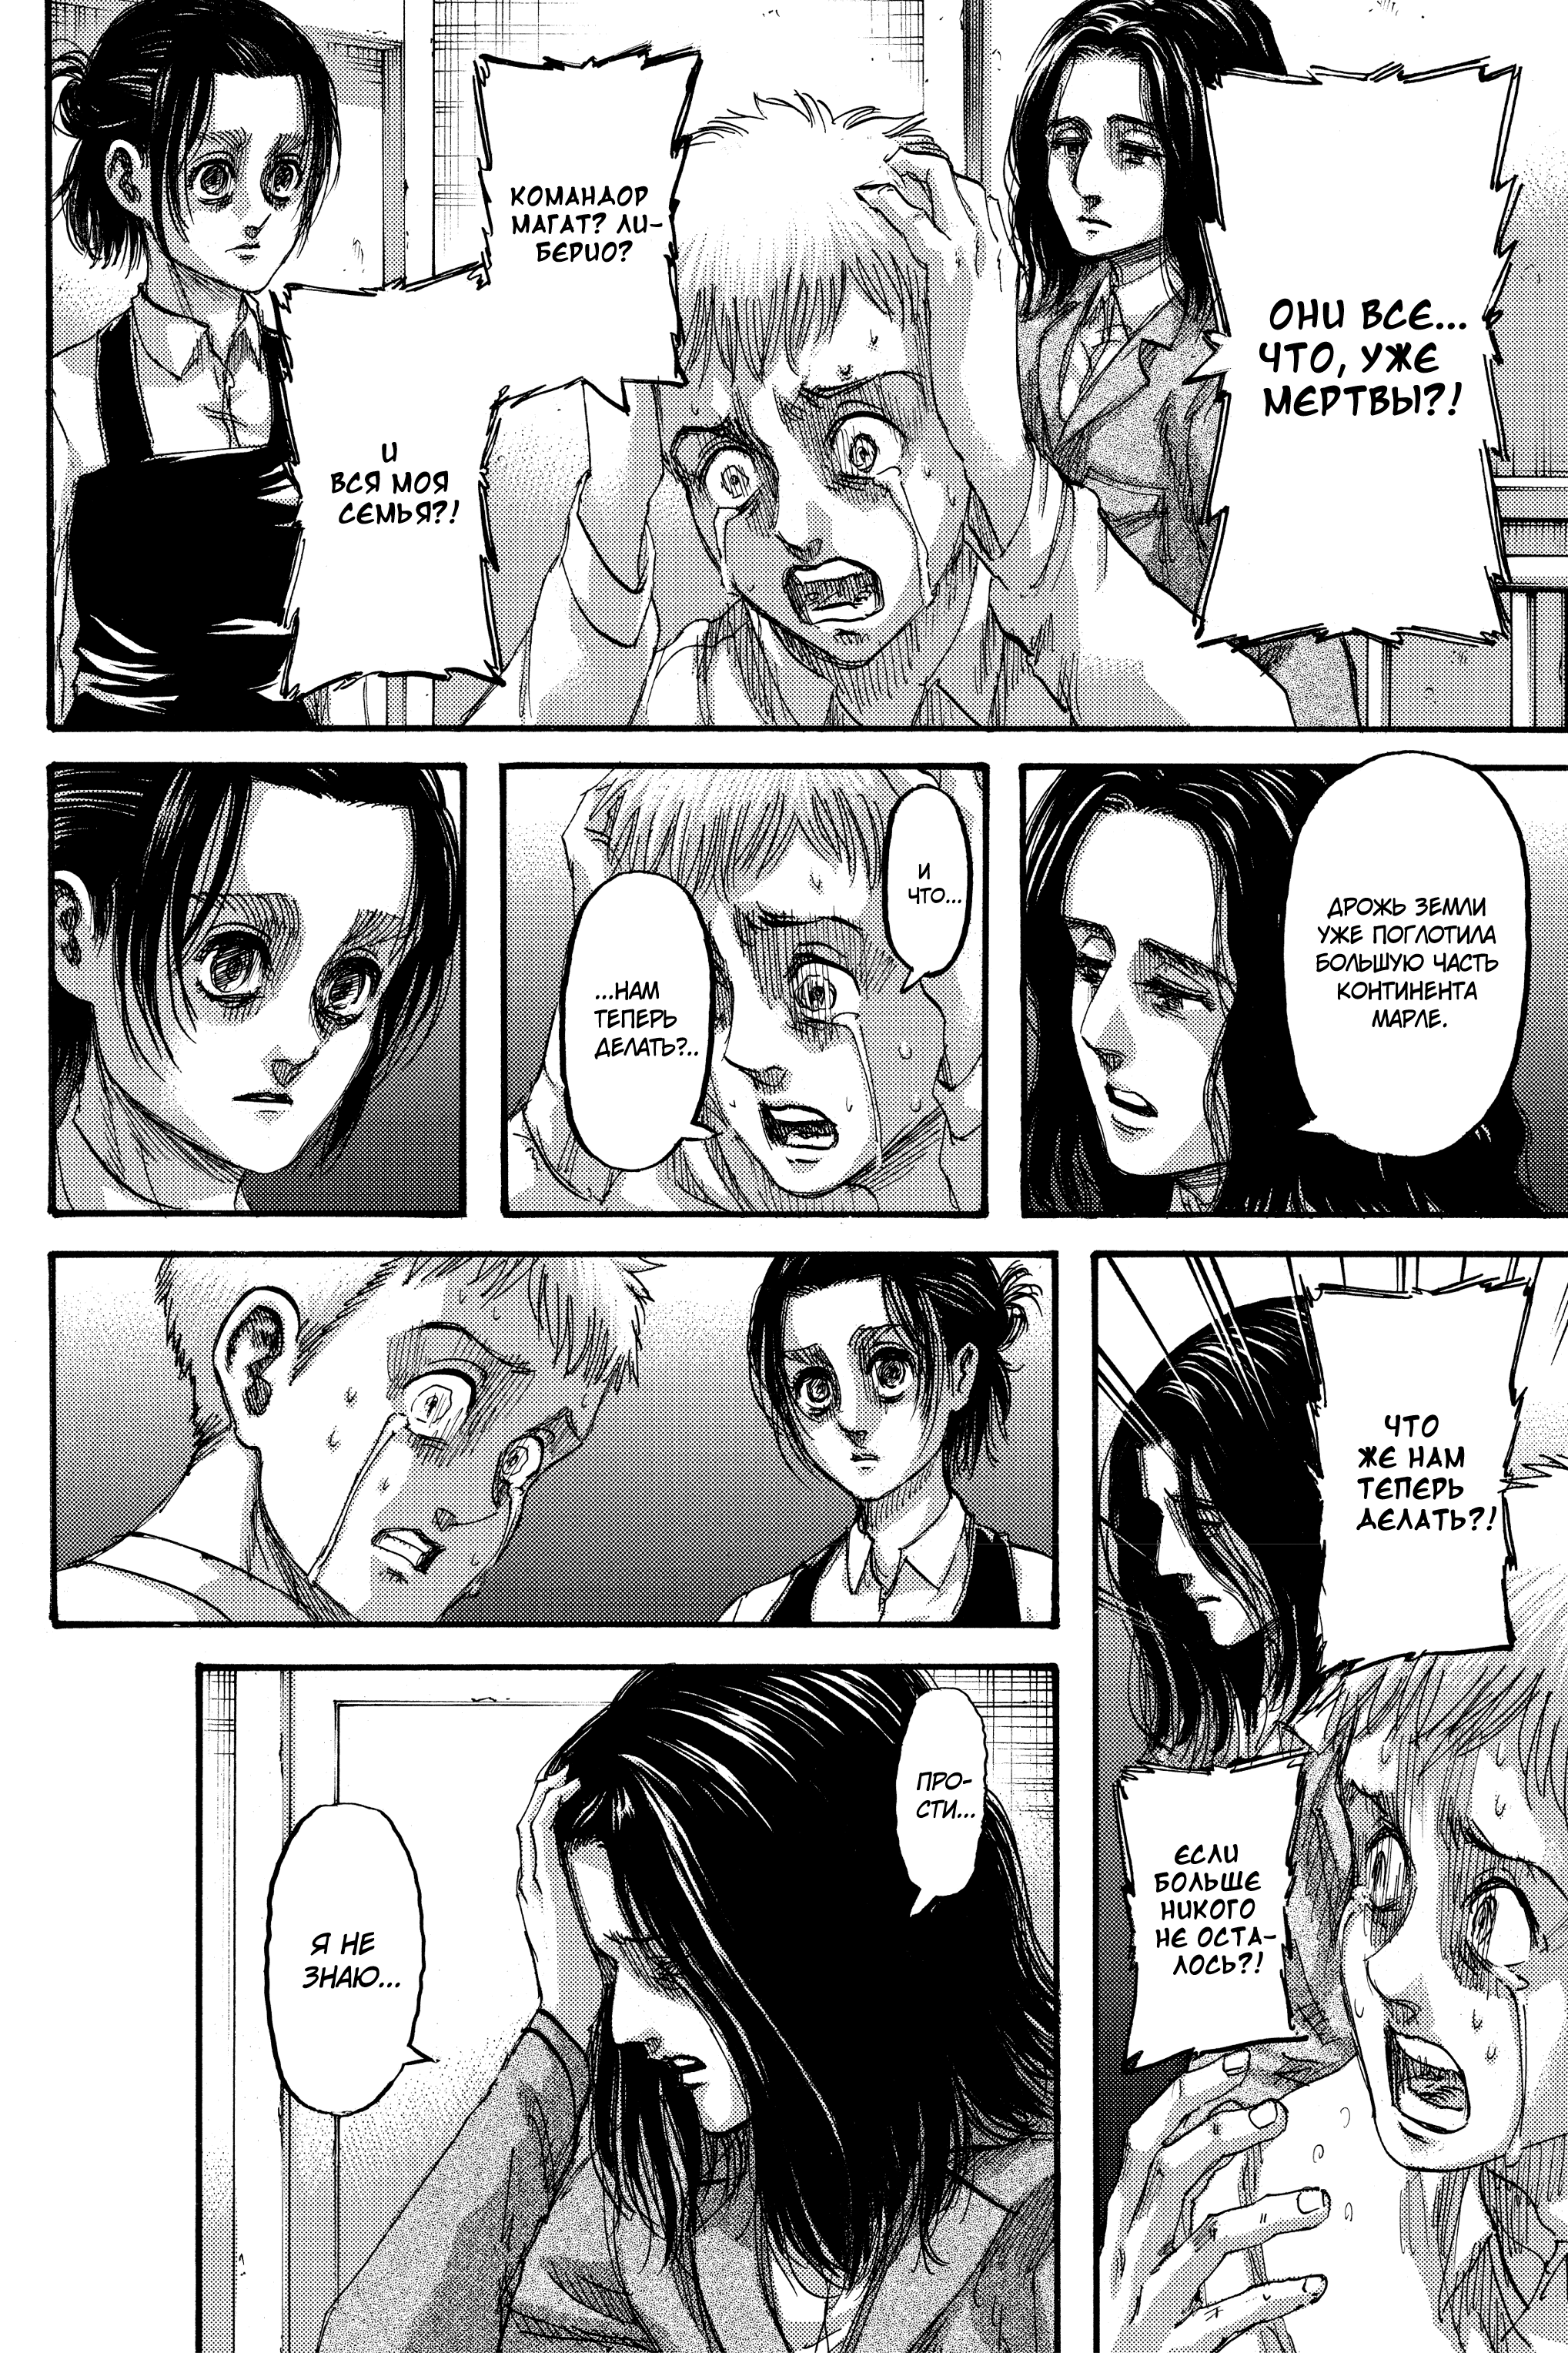 ОНИ ВСЕ...
ЧТО, УЖЕ
МЕРТВЫ?!
КОМАНДОР
МАГАТ? ЛИ-
БЕРИО?
И
ВСЯ МОЯ
СЕМЬЯ?!
ДРОЖЬ ЗЕМЛИ
УЖЕ ПОГЛОТИЛА
БОЛЬШУЮ ЧАСТЬ
КОНТИНЕНТА
МАРЛЕ.
И
ЧТО...
...НАМ
ТЕПЕРЬ
ДЕЛАТЬ?..
ЧТО
ЖЕ НАМ
ТЕПЕРЬ
ДЕЛАТЬ?!
ЕСЛИ
БОЛЬШЕ
НИКОГО
НЕ ОСТА-
ЛОСЬ?!
ПРО-
СТИ...
Я НЕ
ЗНАЮ...